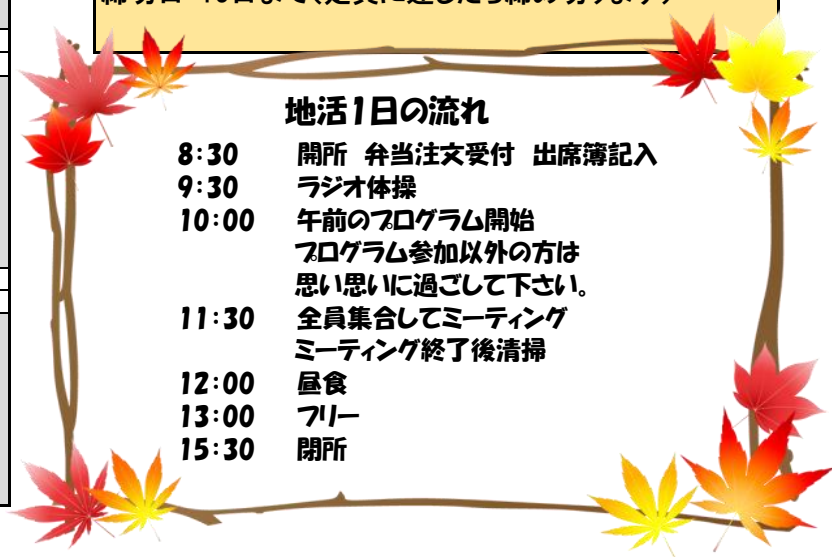 地活1日の流れ
8:30 開所 弁当注文受付 出席簿記入
9:30 ラジオ体操
10:00 午前のプログラム開始
プログラム参加以外の方は
思い思いに過ごして下さい。
11:30 全員集合してミーティング
ミーティング終了後清掃
12:00 昼食
13:00 フリー
15:30 閉所